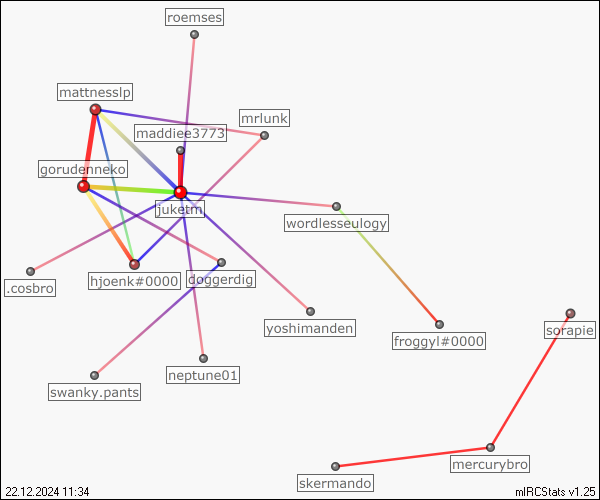 roemses
mattnesslp
mrlunk
maddiee3773
gorudenneko
juketm
wordlesseulogy
.cosbro
hjoenk#0000
doggerdig
yoshimanden
sorapie
froggyl#0000
neptune01
swanky.pants
mercurybro
skermando
22.12.2024 11:34
mIRCStats v1.25